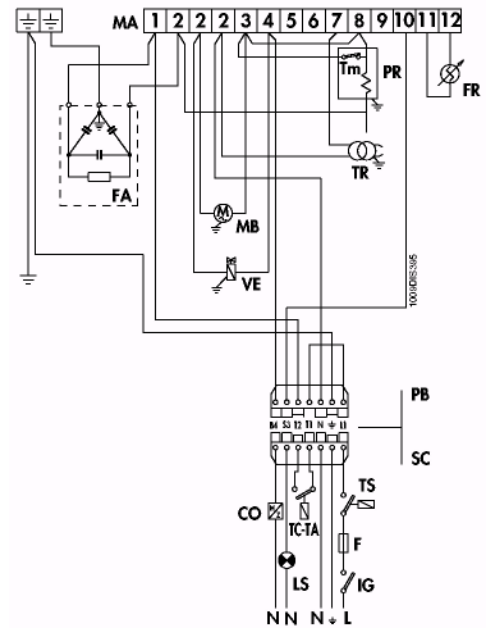 MA 1 2 2 2 3 4 5 6 7 8 9 10 11 12
Tm
PR
FR
TR
FA
M
MB
VE
1009DIS395
PB
B4 S3 T2 T1 N L1
SC
TS
CO
TC-TA
F
LS
IG
N N N L